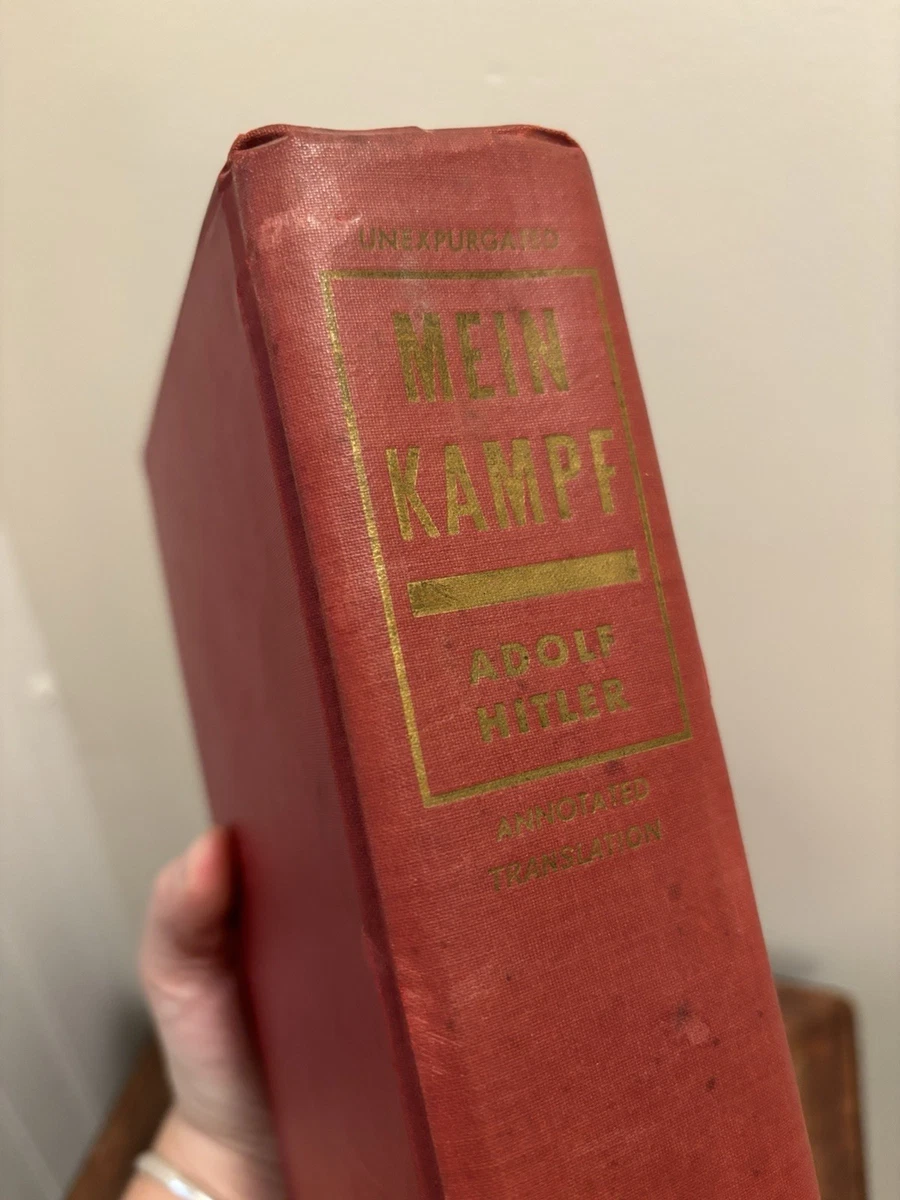 UNEXPURGATED
MEIN
KAMPF
ADOLF
HITLER
ANNOTATED
TRANSLATION